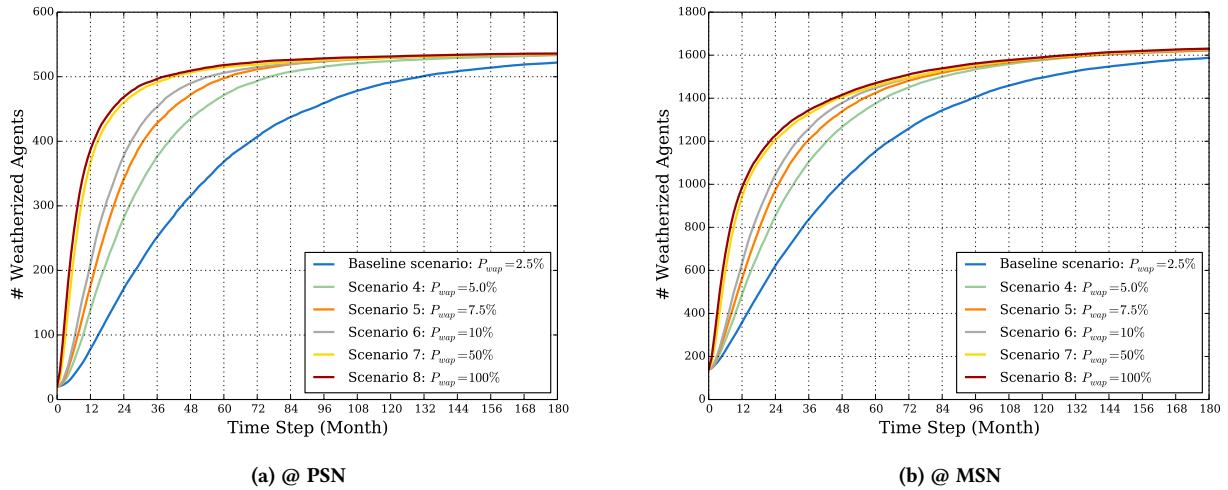 600
500
400
300
200
100
0
# Weatherized Agents
Baseline scenario: P_wap=2.5%
Scenario 4: P_wap=5.0%
Scenario 5: P_wap=7.5%
Scenario 6: P_wap=10%
Scenario 7: P_wap=50%
Scenario 8: P_wap=100%
0 12 24 36 48 60 72 84 96 108 120 132 144 156 168 180
Time Step (Month)
(a) @ PSN
1800
1600
1400
1200
1000
800
600
400
200
0
# Weatherized Agents
Baseline scenario: P_wap=2.5%
Scenario 4: P_wap=5.0%
Scenario 5: P_wap=7.5%
Scenario 6: P_wap=10%
Scenario 7: P_wap=50%
Scenario 8: P_wap=100%
0 12 24 36 48 60 72 84 96 108 120 132 144 156 168 180
Time Step (Month)
(b) @ MSN